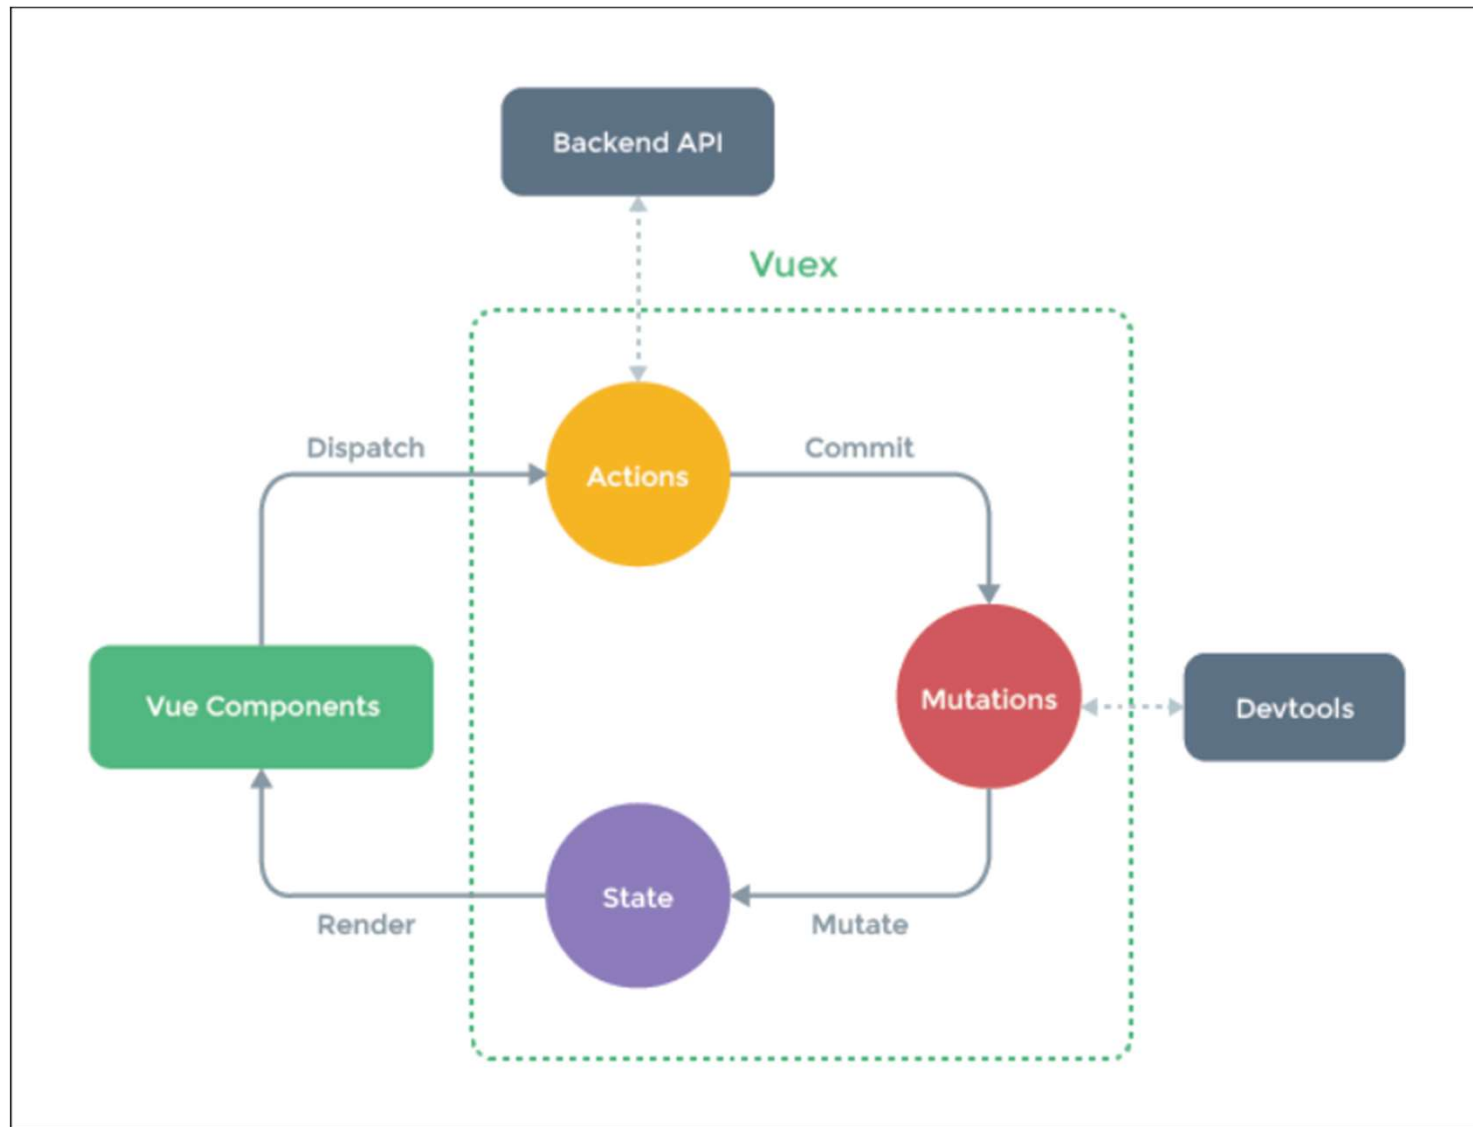 Backend API
Vuex
Dispatch
Commit
Actions
Vue Components
Mutations
Devtools
State
Render
Mutate